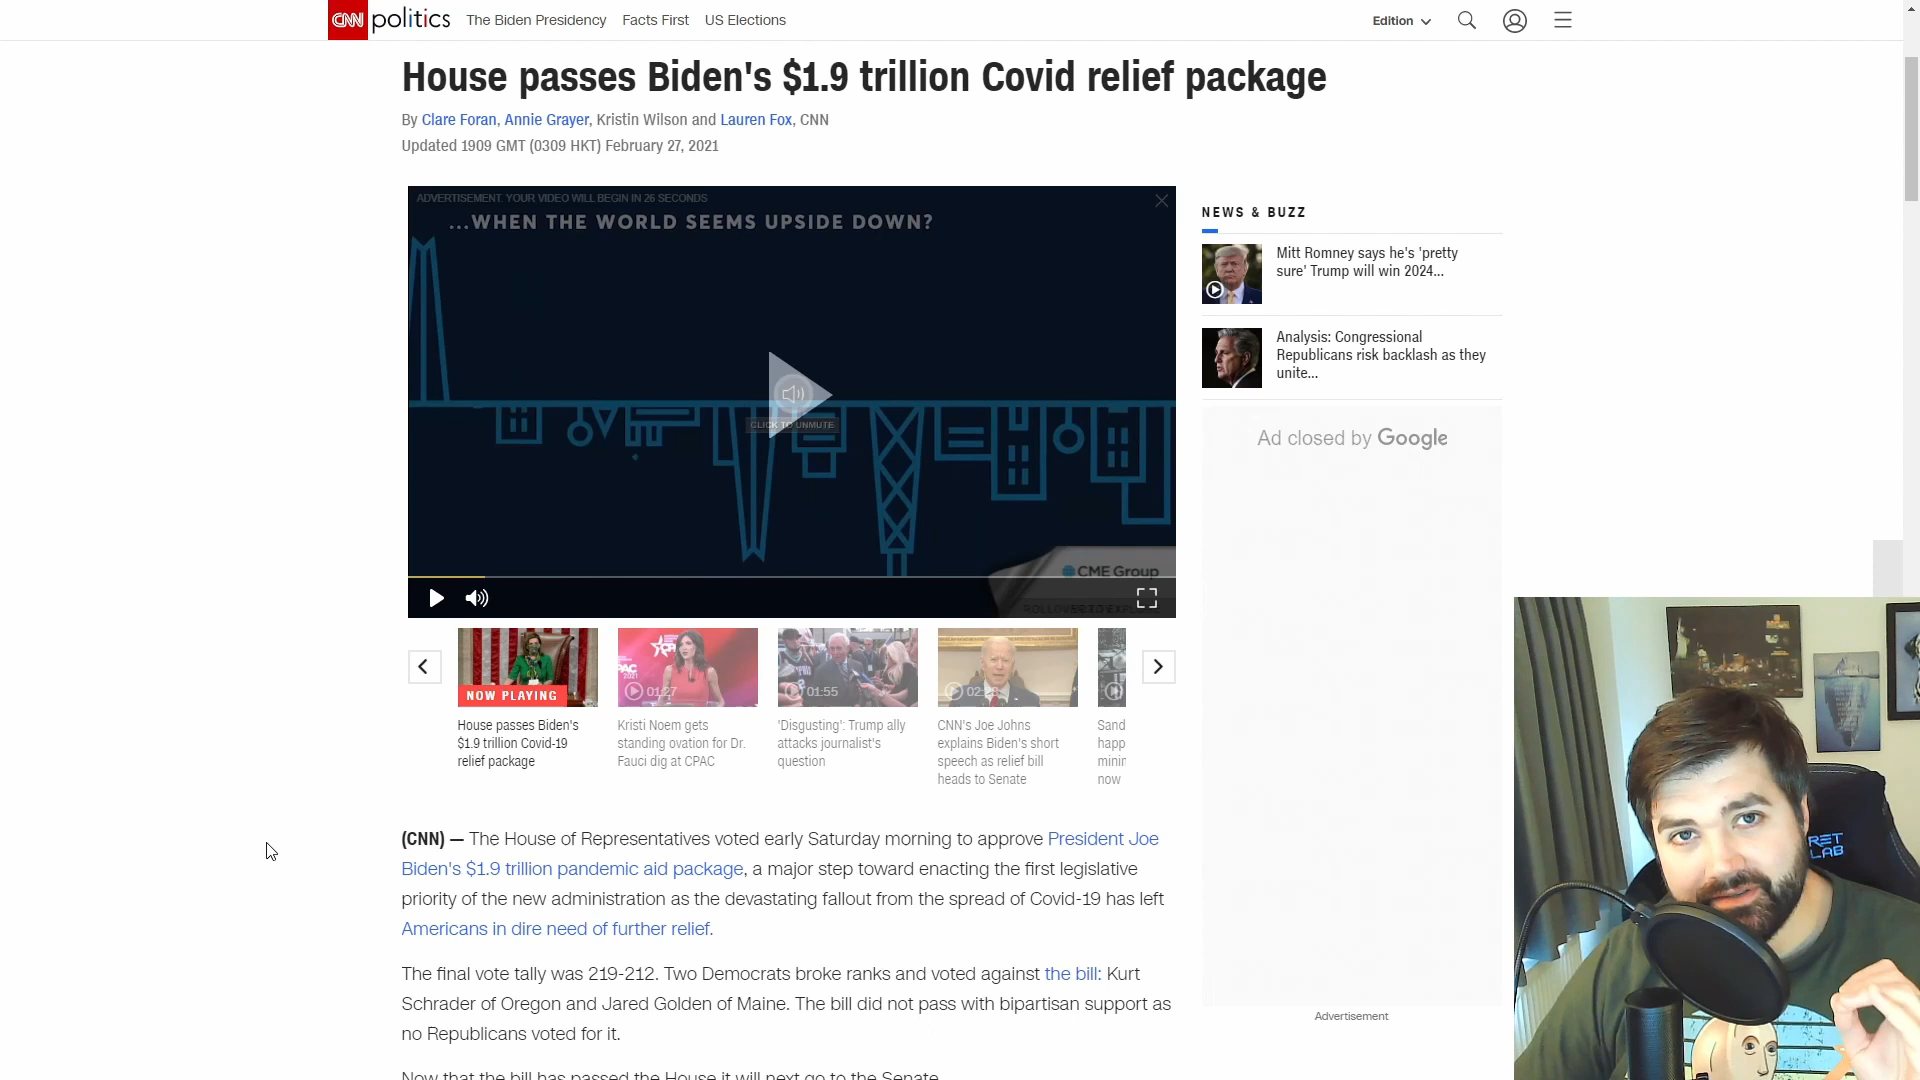 CNN politics The Biden Presidency Facts First US Elections Edition
House passes Biden's $1.9 trillion Covid relief package
By Clare Foran, Annie Grayer, Kristin Wilson and Lauren Fox, CNN
Updated 1909 GMT (0309 HKT) February 27, 2021
ADVERTISEMENT: YOUR VIDEO WILL BEGIN IN 26 SECONDS
...WHEN THE WORLD SEEMS UPSIDE DOWN?
CLICK TO UNMUTE
CME Group
NOW PLAYING
House passes Biden's
$1.9 trillion Covid-19
relief package
01:27
Kristi Noem gets
standing ovation for Dr.
Fauci dig at CPAC
01:55
'Disgusting': Trump ally
attacks journalist's
question
CNN's Joe Johns
explains Biden's short
speech as relief bill
heads to Senate
Sand
happ
minin
now
NEWS & BUZZ
Mitt Romney says he's 'pretty
sure' Trump will win 2024...
Analysis: Congressional
Republicans risk backlash as they
unite...
Ad closed by Google
Advertisement
(CNN) — The House of Representatives voted early Saturday morning to approve President Joe
Biden's $1.9 trillion pandemic aid package, a major step toward enacting the first legislative
priority of the new administration as the devastating fallout from the spread of Covid-19 has left
Americans in dire need of further relief.
The final vote tally was 219-212. Two Democrats broke ranks and voted against the bill: Kurt
Schrader of Oregon and Jared Golden of Maine. The bill did not pass with bipartisan support as
no Republicans voted for it.
Now that the bill has passed the House it will next go to the Senate
RET
LAB